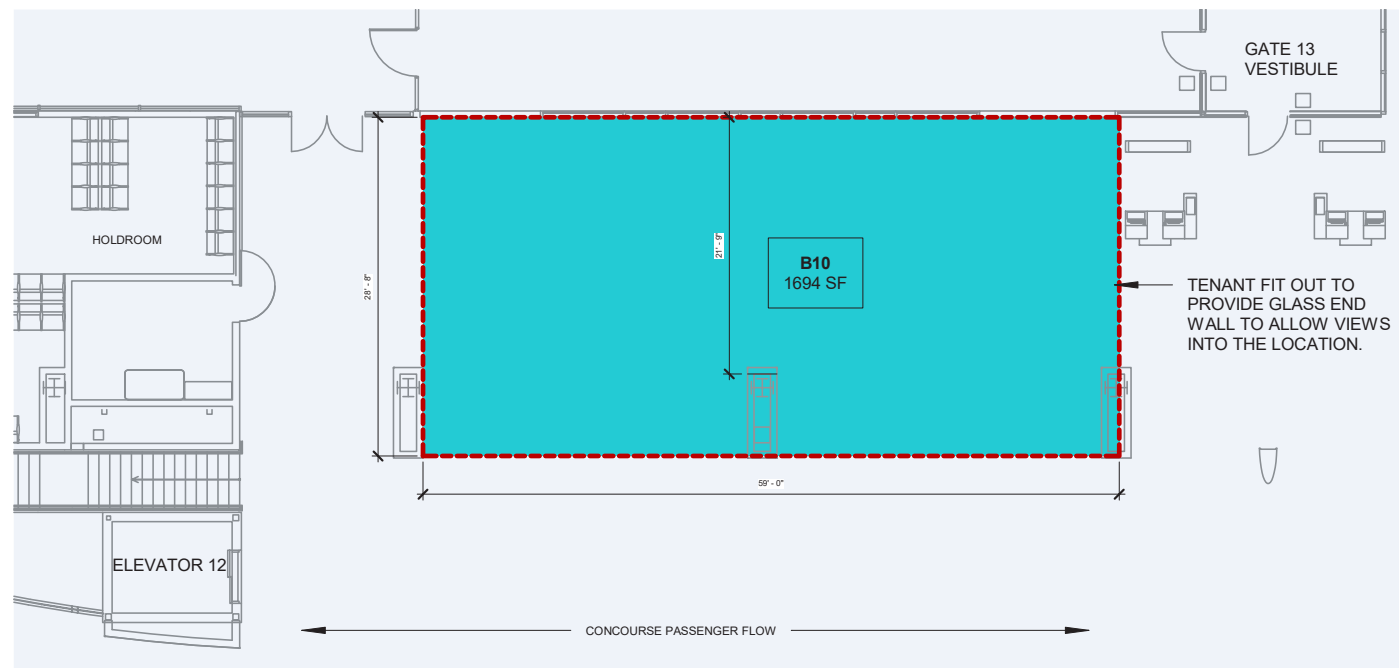 GATE 13
VESTIBULE
HOLDROOM
28' - 8"
21' - 9"
B10
1694 SF
TENANT FIT OUT TO
PROVIDE GLASS END
WALL TO ALLOW VIEWS
INTO THE LOCATION.
59' - 0"
ELEVATOR 12
CONCOURSE PASSENGER FLOW